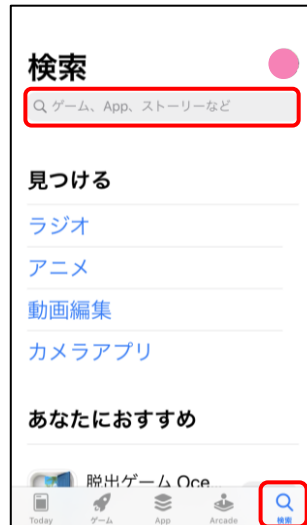 検索
ゲーム、App、ストーリーなど
見つける
ラジオ
アニメ
動画編集
カメラアプリ
あなたにおすすめ
脱出ゲーム Oce...
Today ゲーム App Arcade 検索